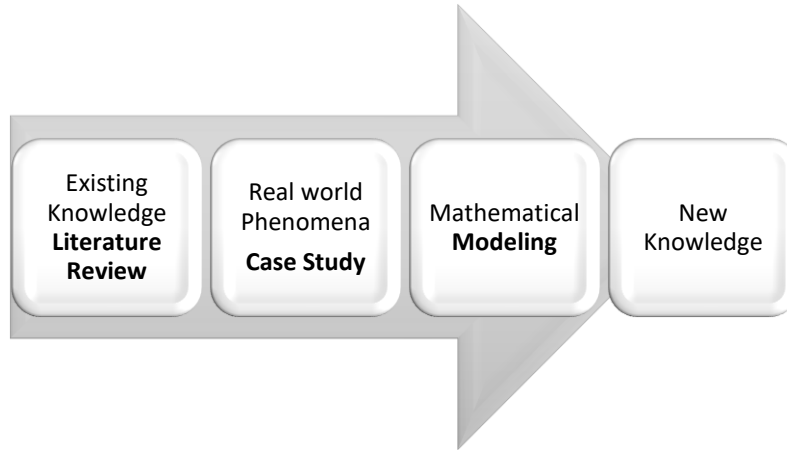 Existing
Knowledge
Literature
Review
Real world
Phenomena
Case Study
Mathematical
Modeling
New
Knowledge